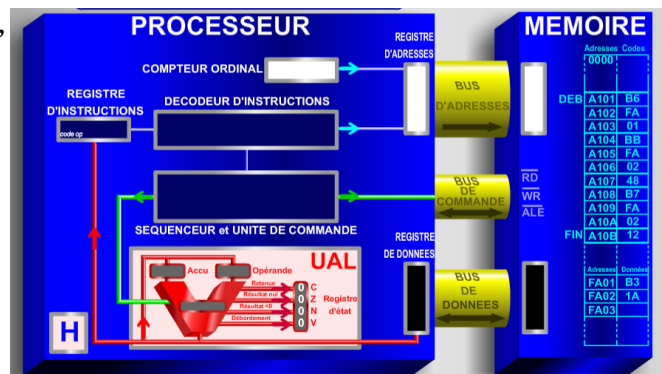 ,
PROCESSEUR
MEMOIRE
REGISTRE
D'ADRESSES
COMPTEUR ORDINAL
REGISTRE
D'INSTRUCTIONS
code op
DECODEUR D'INSTRUCTIONS
BUS
D'ADRESSES
SEQUENCEUR et UNITE DE COMMANDE
BUS
DE
COMMANDE
RD
WR
ALE
REGISTRE
DE DONNEES
BUS
DE
DONNEES
UAL
Accu
Opérande
Retenue
C
Résultat nul
0 Z
Résultat <0
0 N
Débordement
0 V
Registre
d'état
H
Adresses Codes
0000
DEB A101 B6
A102 FA
A103 01
A104 BB
A105 FA
A106 02
A107 48
A108 B7
A109 FA
A10A 02
FIN A10B 12
Adresses Données
FA01 B3
FA02 1A
FA03